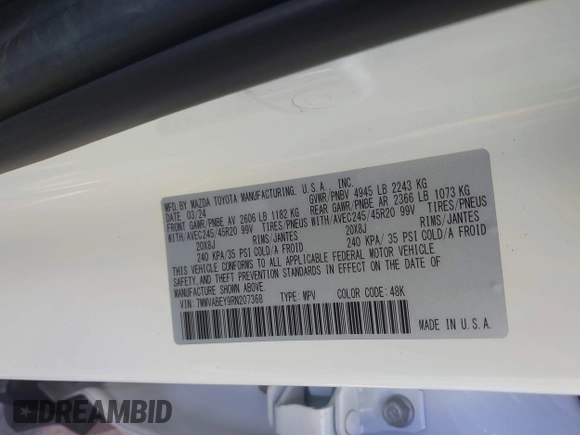 MFD. BY MAZDA TOYOTA MANUFACTURING, U.S.A. INC.
DATE: 03/24 GVWR/PNBV 4945 LB 2243 KG
FRONT GAWR/PNBE AV 2606 LB 1182 KG REAR GAWR/PNBE AR 2366 LB 1073 KG
WITH/AVEC245/45R20 99V TIRES/PNEUS WITH/AVEC245/45R20 99V TIRES/PNEUS
20X8J RIMS/JANTES 20X8J RIMS/JANTES
240 KPA/ 35 PSI COLD/A FROID 240 KPA/ 35 PSI COLD/A FROID
THIS VEHICLE CONFORMS TO ALL APPLICABLE FEDERAL MOTOR VEHICLE
SAFETY, AND THEFT PREVENTION STANDARDS IN EFFECT ON THE DATE OF
MANUFACTURE SHOWN ABOVE.
VIN: 7MMVABEY9RN207368 TYPE: MPV COLOR CODE: 48K
MADE IN U.S.A.
DREAMBID